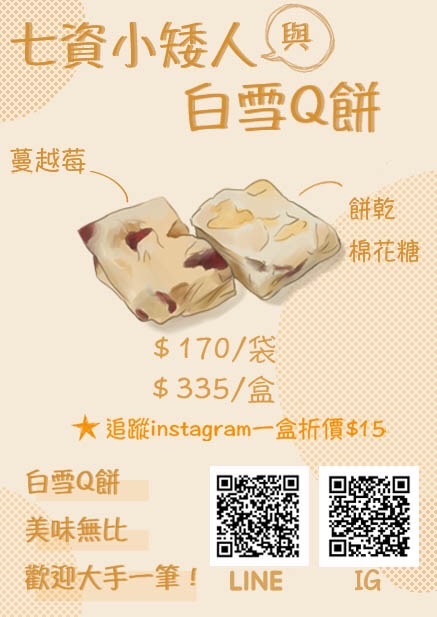 七資小矮人 與
白雪Q餅
蔓越莓
餅乾
棉花糖
$170/袋
$335/盒
★追蹤instagram一盒折價$15
白雪Q餅
美味無比
歡迎大手一筆！
LINE IG